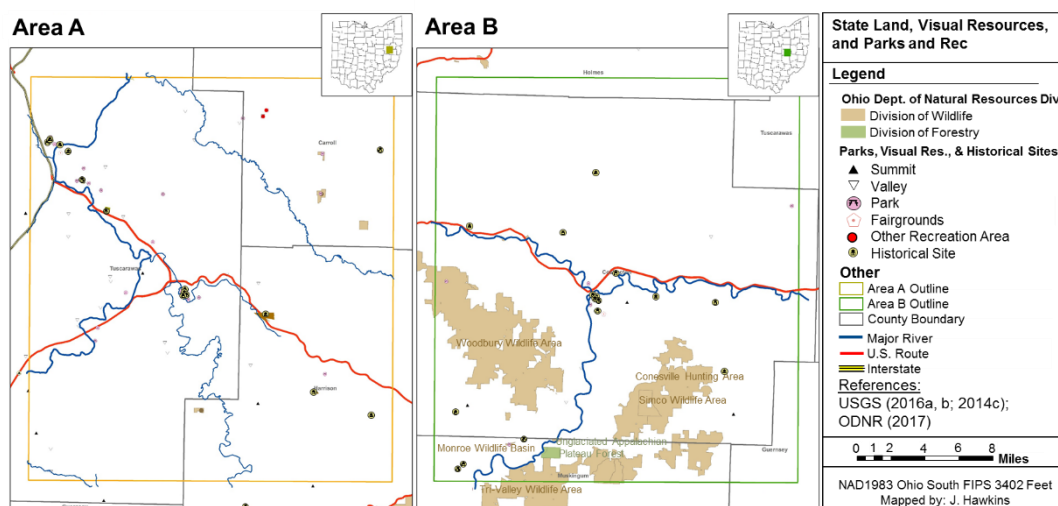 Area A
Area B
State Land, Visual Resources,
and Parks and Rec
Legend
Ohio Dept. of Natural Resources Divi
Division of Wildlife
Division of Forestry
Parks, Visual Res., & Historical Sites
Summit
Valley
Park
Fairgrounds
Other Recreation Area
Historical Site
Other
Area A Outline
Area B Outline
County Boundary
Major River
U.S. Route
Interstate
References:
USGS (2016a, b; 2014c);
ODNR (2017)
0 1 2 4 6 8
Miles
NAD1983 Ohio South FIPS 3402 Feet
Mapped by: J. Hawkins
Carroll
Tuscarawas
Harrison
Holmes
Tuscarawas
Woodbury Wildlife Area
Conesville Hunting Area
Simco Wildlife Area
Monroe Wildlife Basin
Unglaciated Appalachian
Plateau Forest
Guernsey
Muskingum
Tri-Valley Wildlife Area